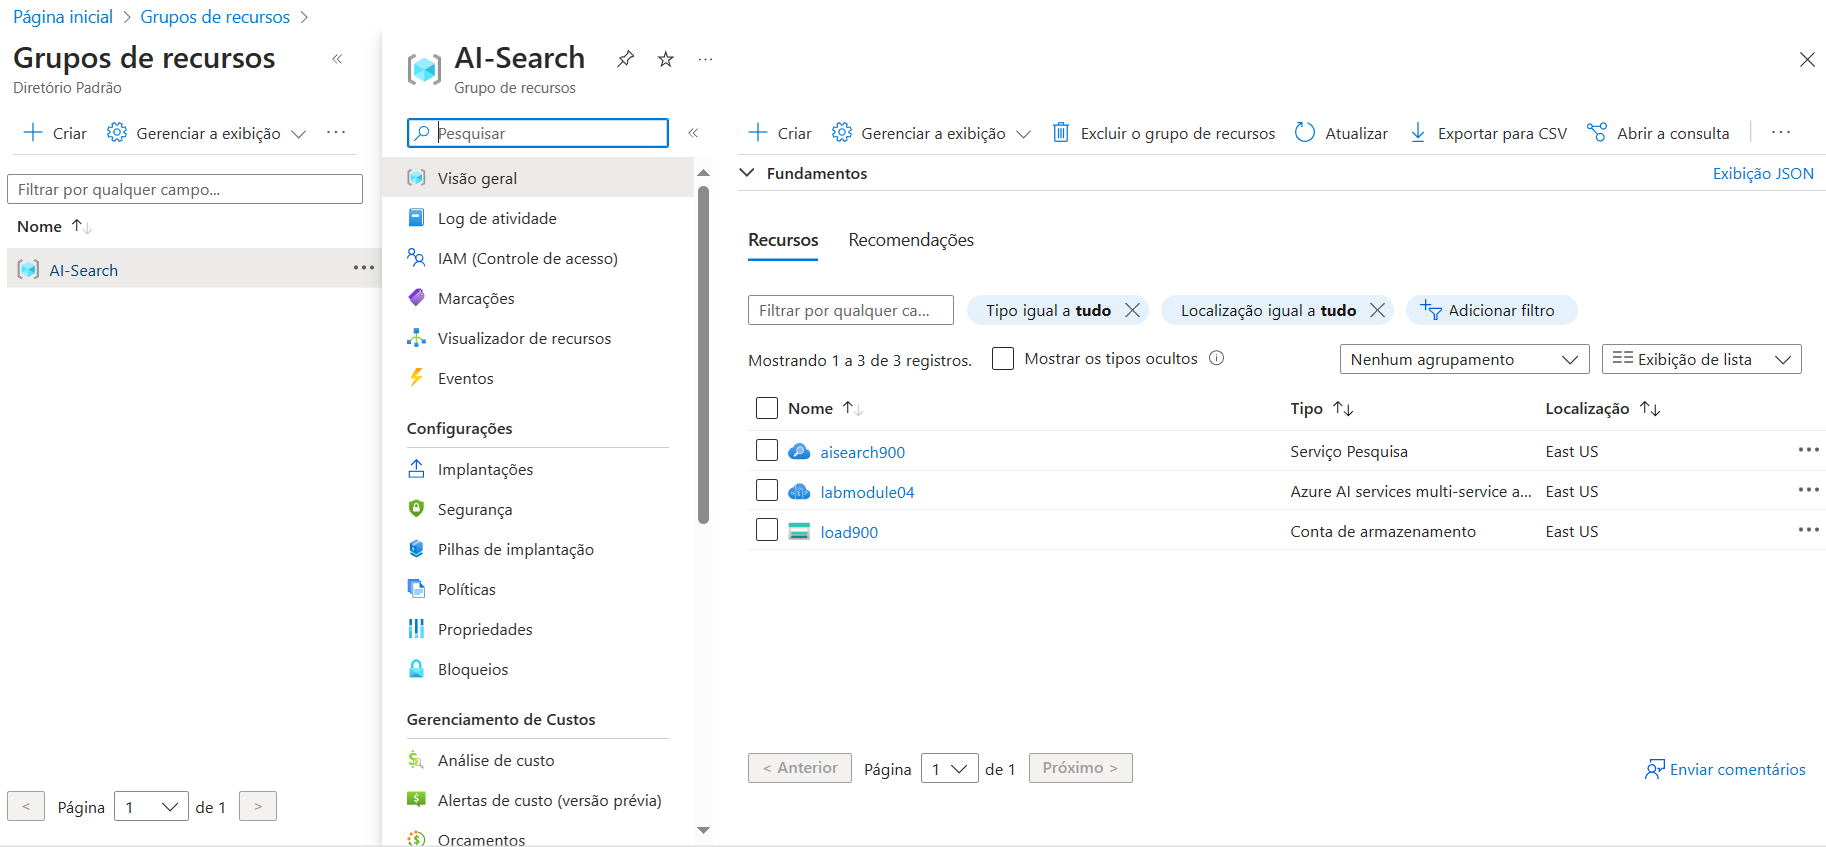 Página inicial > Grupos de recursos >
Grupos de recursos
Diretório Padrão
Criar
Gerenciar a exibição
Filtrar por qualquer campo...
Nome
AI-Search
< Página 1 de 1 >
AI-Search
Grupo de recursos
Pesquisar
Visão geral
Log de atividade
IAM (Controle de acesso)
Marcações
Visualizador de recursos
Eventos
Configurações
Implantações
Segurança
Pilhas de implantação
Políticas
Propriedades
Bloqueios
Gerenciamento de Custos
Análise de custo
Alertas de custo (versão prévia)
Orçamentos
Criar
Gerenciar a exibição
Excluir o grupo de recursos
Atualizar
Exportar para CSV
Abrir a consulta
Fundamentos
Exibição JSON
Recursos
Recomendações
Filtrar por qualquer ca...
Tipo igual a tudo
Localização igual a tudo
Adicionar filtro
Mostrando 1 a 3 de 3 registros.
Mostrar os tipos ocultos
Nenhum agrupamento
Exibição de lista
Nome Tipo Localização
aisearch900 Serviço Pesquisa East US
labmodule04 Azure AI services multi-service a... East US
load900 Conta de armazenamento East US
< Anterior Página 1 de 1 Próximo >
Enviar comentários